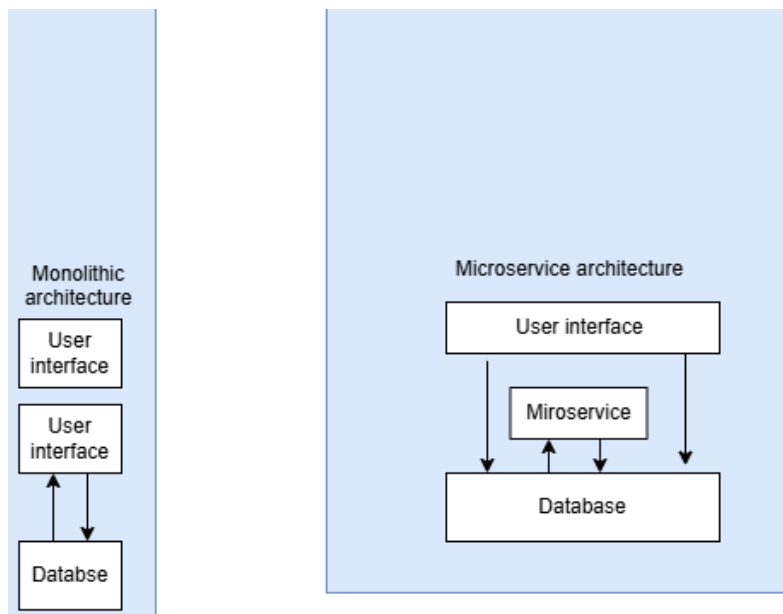 Monolithic
architecture
User
interface
User
interface
Databse
Microservice architecture
User interface
Miroservice
Database